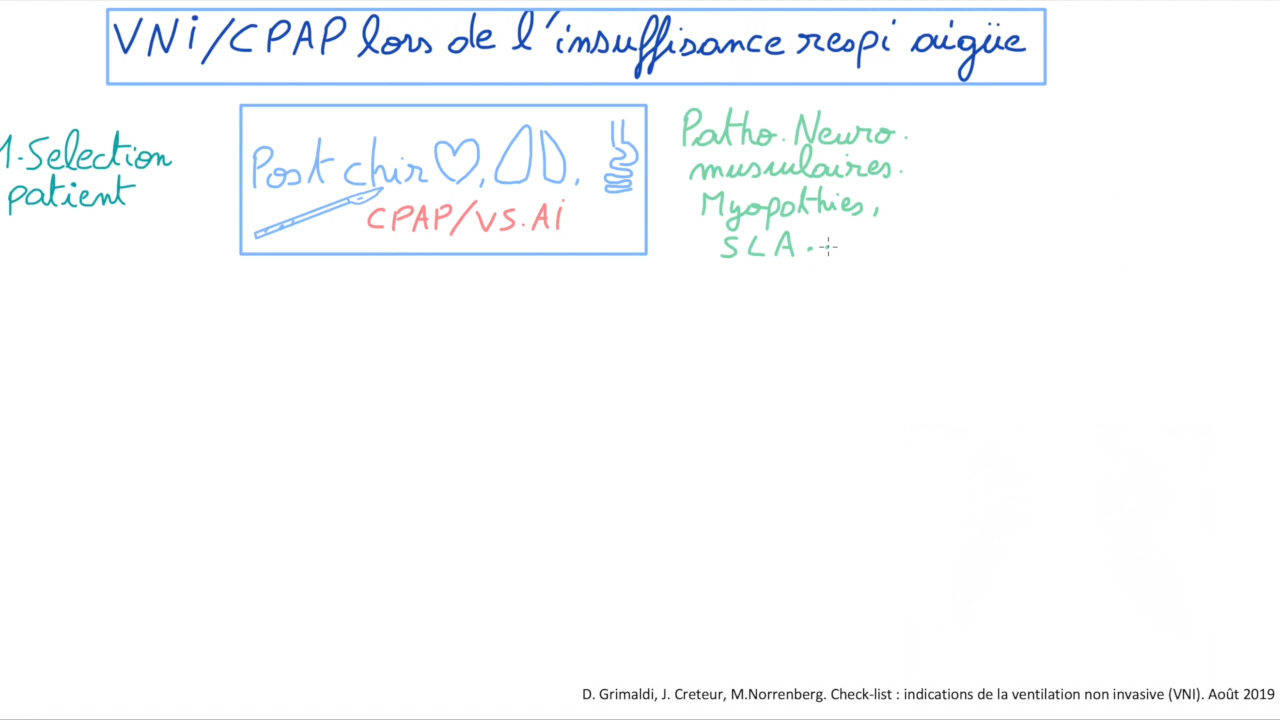 VNI/CPAP lors de l'insuffisance respi aigüe
1.Selection
patient
Post chir , .
CPAP/VS.Ai
Patho. Neuro.
musculaires.
Myopathies,
SLA..
D. Grimaldi, J. Creteur, M.Norrenberg. Check-list : indications de la ventilation non invasive (VNI). Août 2019